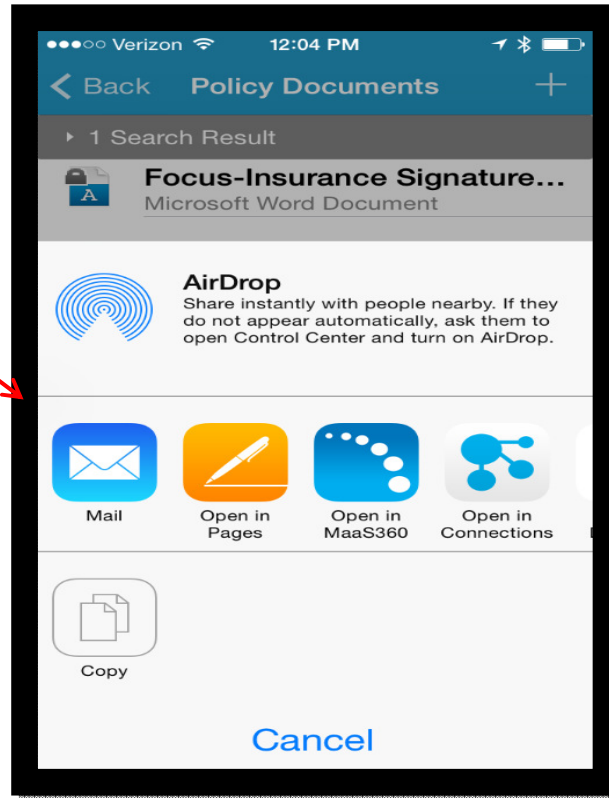 Verizon 12:04 PM
Back Policy Documents
1 Search Result
Focus-Insurance Signature...
A
Microsoft Word Document
AirDrop
Share instantly with people nearby. If they
do not appear automatically, ask them to
open Control Center and turn on AirDrop.
Mail
Open in
Pages
Open in
MaaS360
Open in
Connections
Copy
Cancel